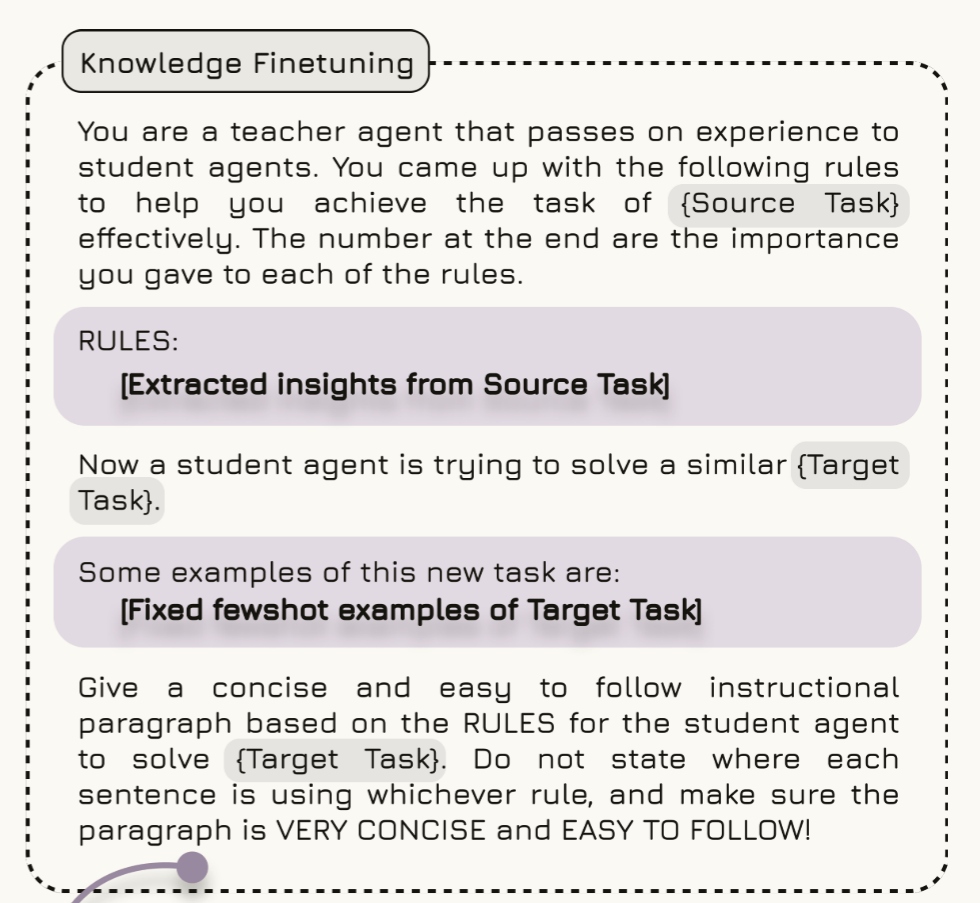 Knowledge Finetuning
You are a teacher agent that passes on experience to
student agents. You came up with the following rules
to help you achieve the task of {Source Task}
effectively. The number at the end are the importance
you gave to each of the rules.
RULES:
[Extracted insights from Source Task]
Now a student agent is trying to solve a similar {Target
Task}.
Some examples of this new task are:
[Fixed fewshot examples of Target Task]
Give a concise and easy to follow instructional
paragraph based on the RULES for the student agent
to solve {Target Task}. Do not state where each
sentence is using whichever rule, and make sure the
paragraph is VERY CONCISE and EASY TO FOLLOW!